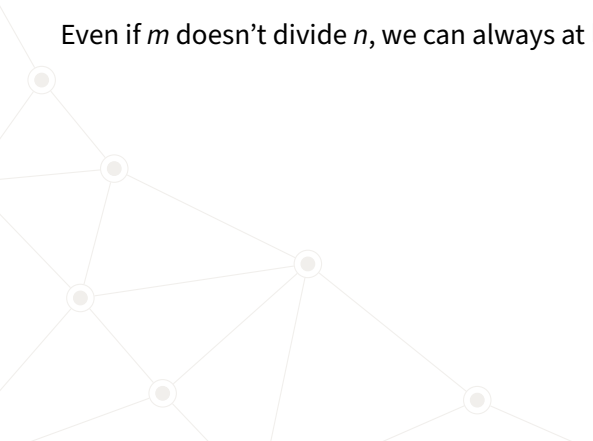 Even if m doesn’t divide n, we can always at